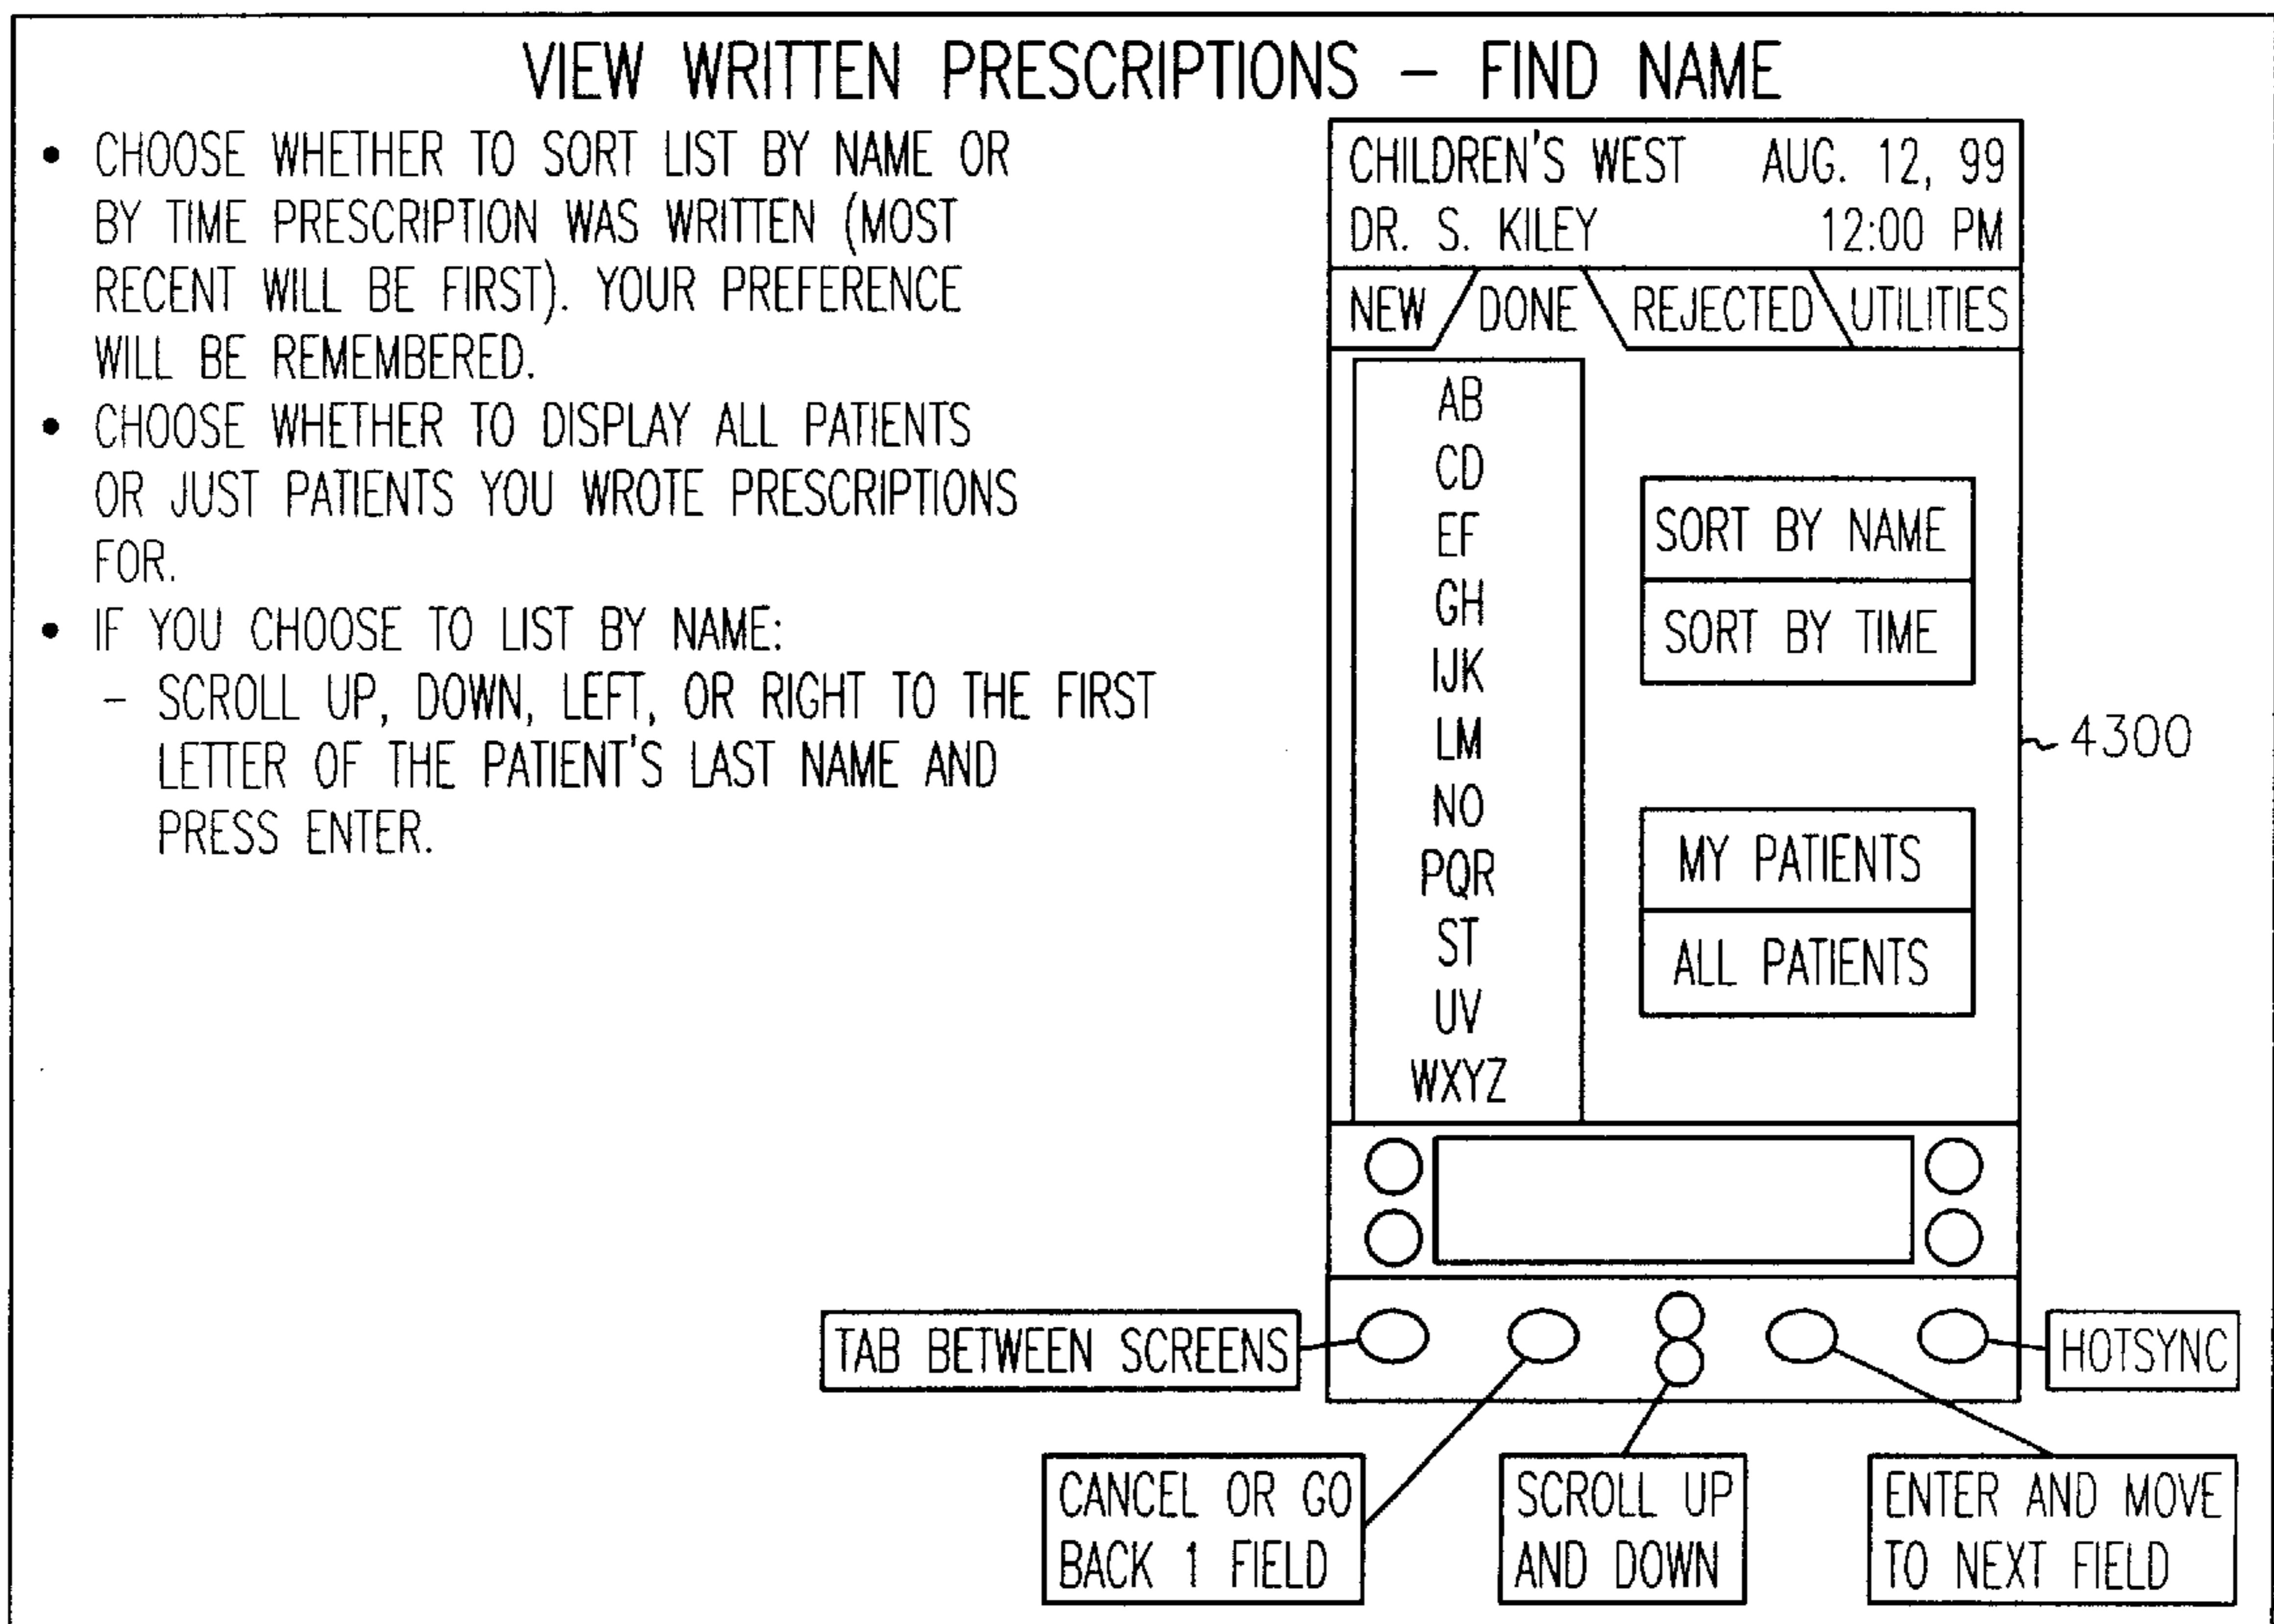 VIEW WRITTEN PRESCRIPTIONS – FIND NAME
• CHOOSE WHETHER TO SORT LIST BY NAME OR
BY TIME PRESCRIPTION WAS WRITTEN (MOST
RECENT WILL BE FIRST). YOUR PREFERENCE
WILL BE REMEMBERED.
• CHOOSE WHETHER TO DISPLAY ALL PATIENTS
OR JUST PATIENTS YOU WROTE PRESCRIPTIONS
FOR.
• IF YOU CHOOSE TO LIST BY NAME:
– SCROLL UP, DOWN, LEFT, OR RIGHT TO THE FIRST
LETTER OF THE PATIENT'S LAST NAME AND
PRESS ENTER.
CHILDREN'S WEST AUG. 12, 99
DR. S. KILEY 12:00 PM
NEW DONE REJECTED UTILITIES
AB
CD
EF
GH
IJK
LM
NO
PQR
ST
UV
WXYZ
SORT BY NAME
SORT BY TIME
MY PATIENTS
ALL PATIENTS
4300
TAB BETWEEN SCREENS
HOTSYNC
CANCEL OR GO
BACK 1 FIELD
SCROLL UP
AND DOWN
ENTER AND MOVE
TO NEXT FIELD